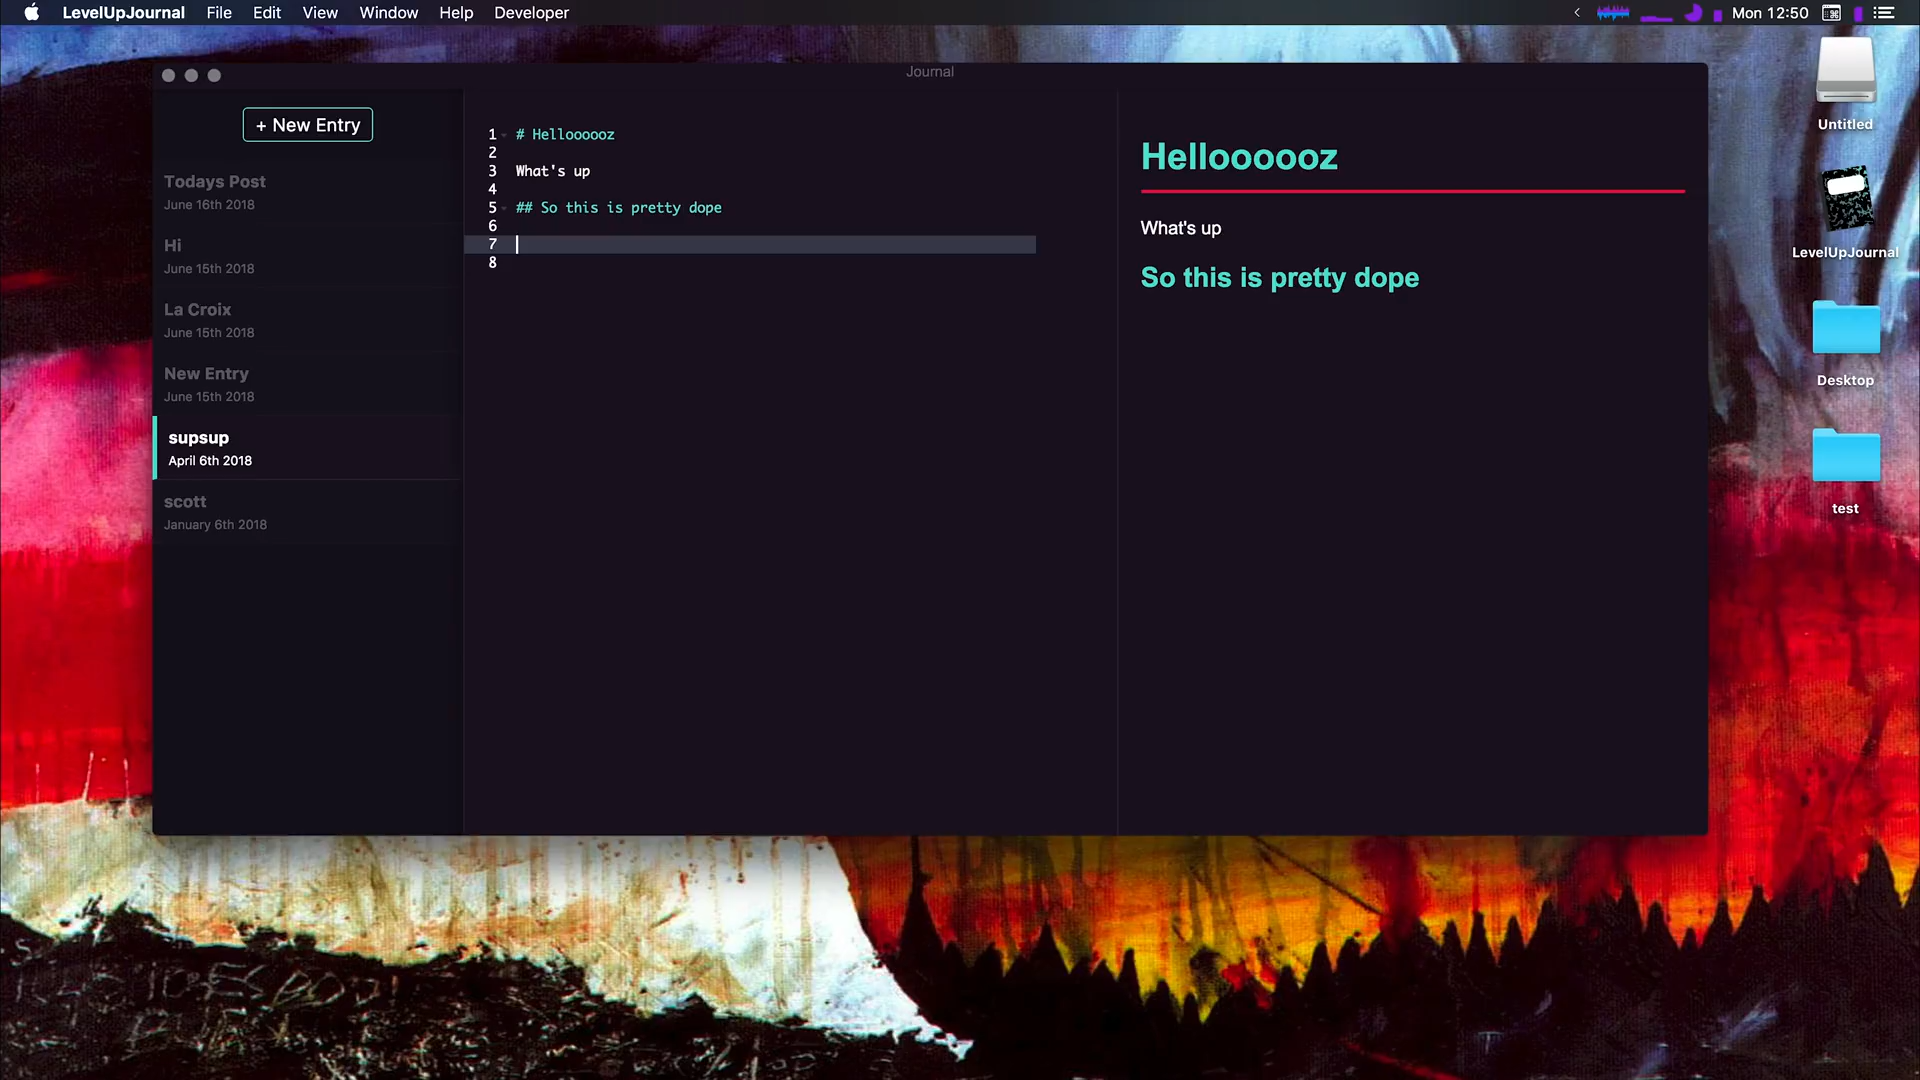 LevelUpJournal File Edit View Window Help Developer
Mon 12:50
Journal
+ New Entry
Todays Post
June 16th 2018
Hi
June 15th 2018
La Croix
June 15th 2018
New Entry
June 15th 2018
supsup
April 6th 2018
scott
January 6th 2018
1 # Helloooooz
2
3 What's up
4
5 ## So this is pretty dope
6
7
8
Helloooooz
What's up
So this is pretty dope
Untitled
LevelUpJournal
Desktop
test